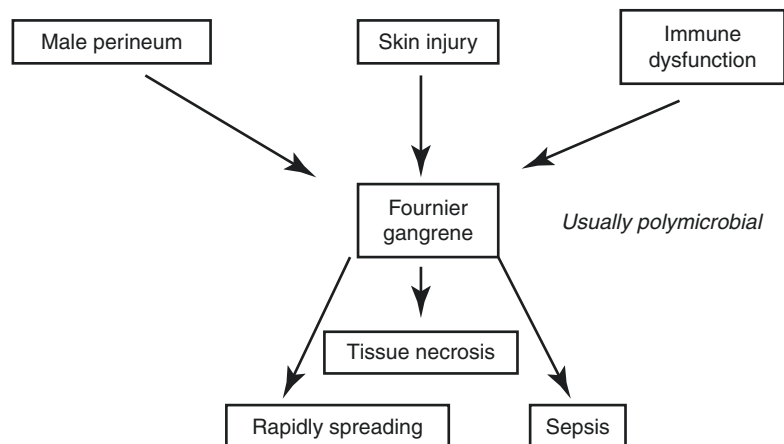 Male perineum
Skin injury
Immune
dysfunction
Fournier
gangrene
Usually polymicrobial
Tissue necrosis
Rapidly spreading
Sepsis